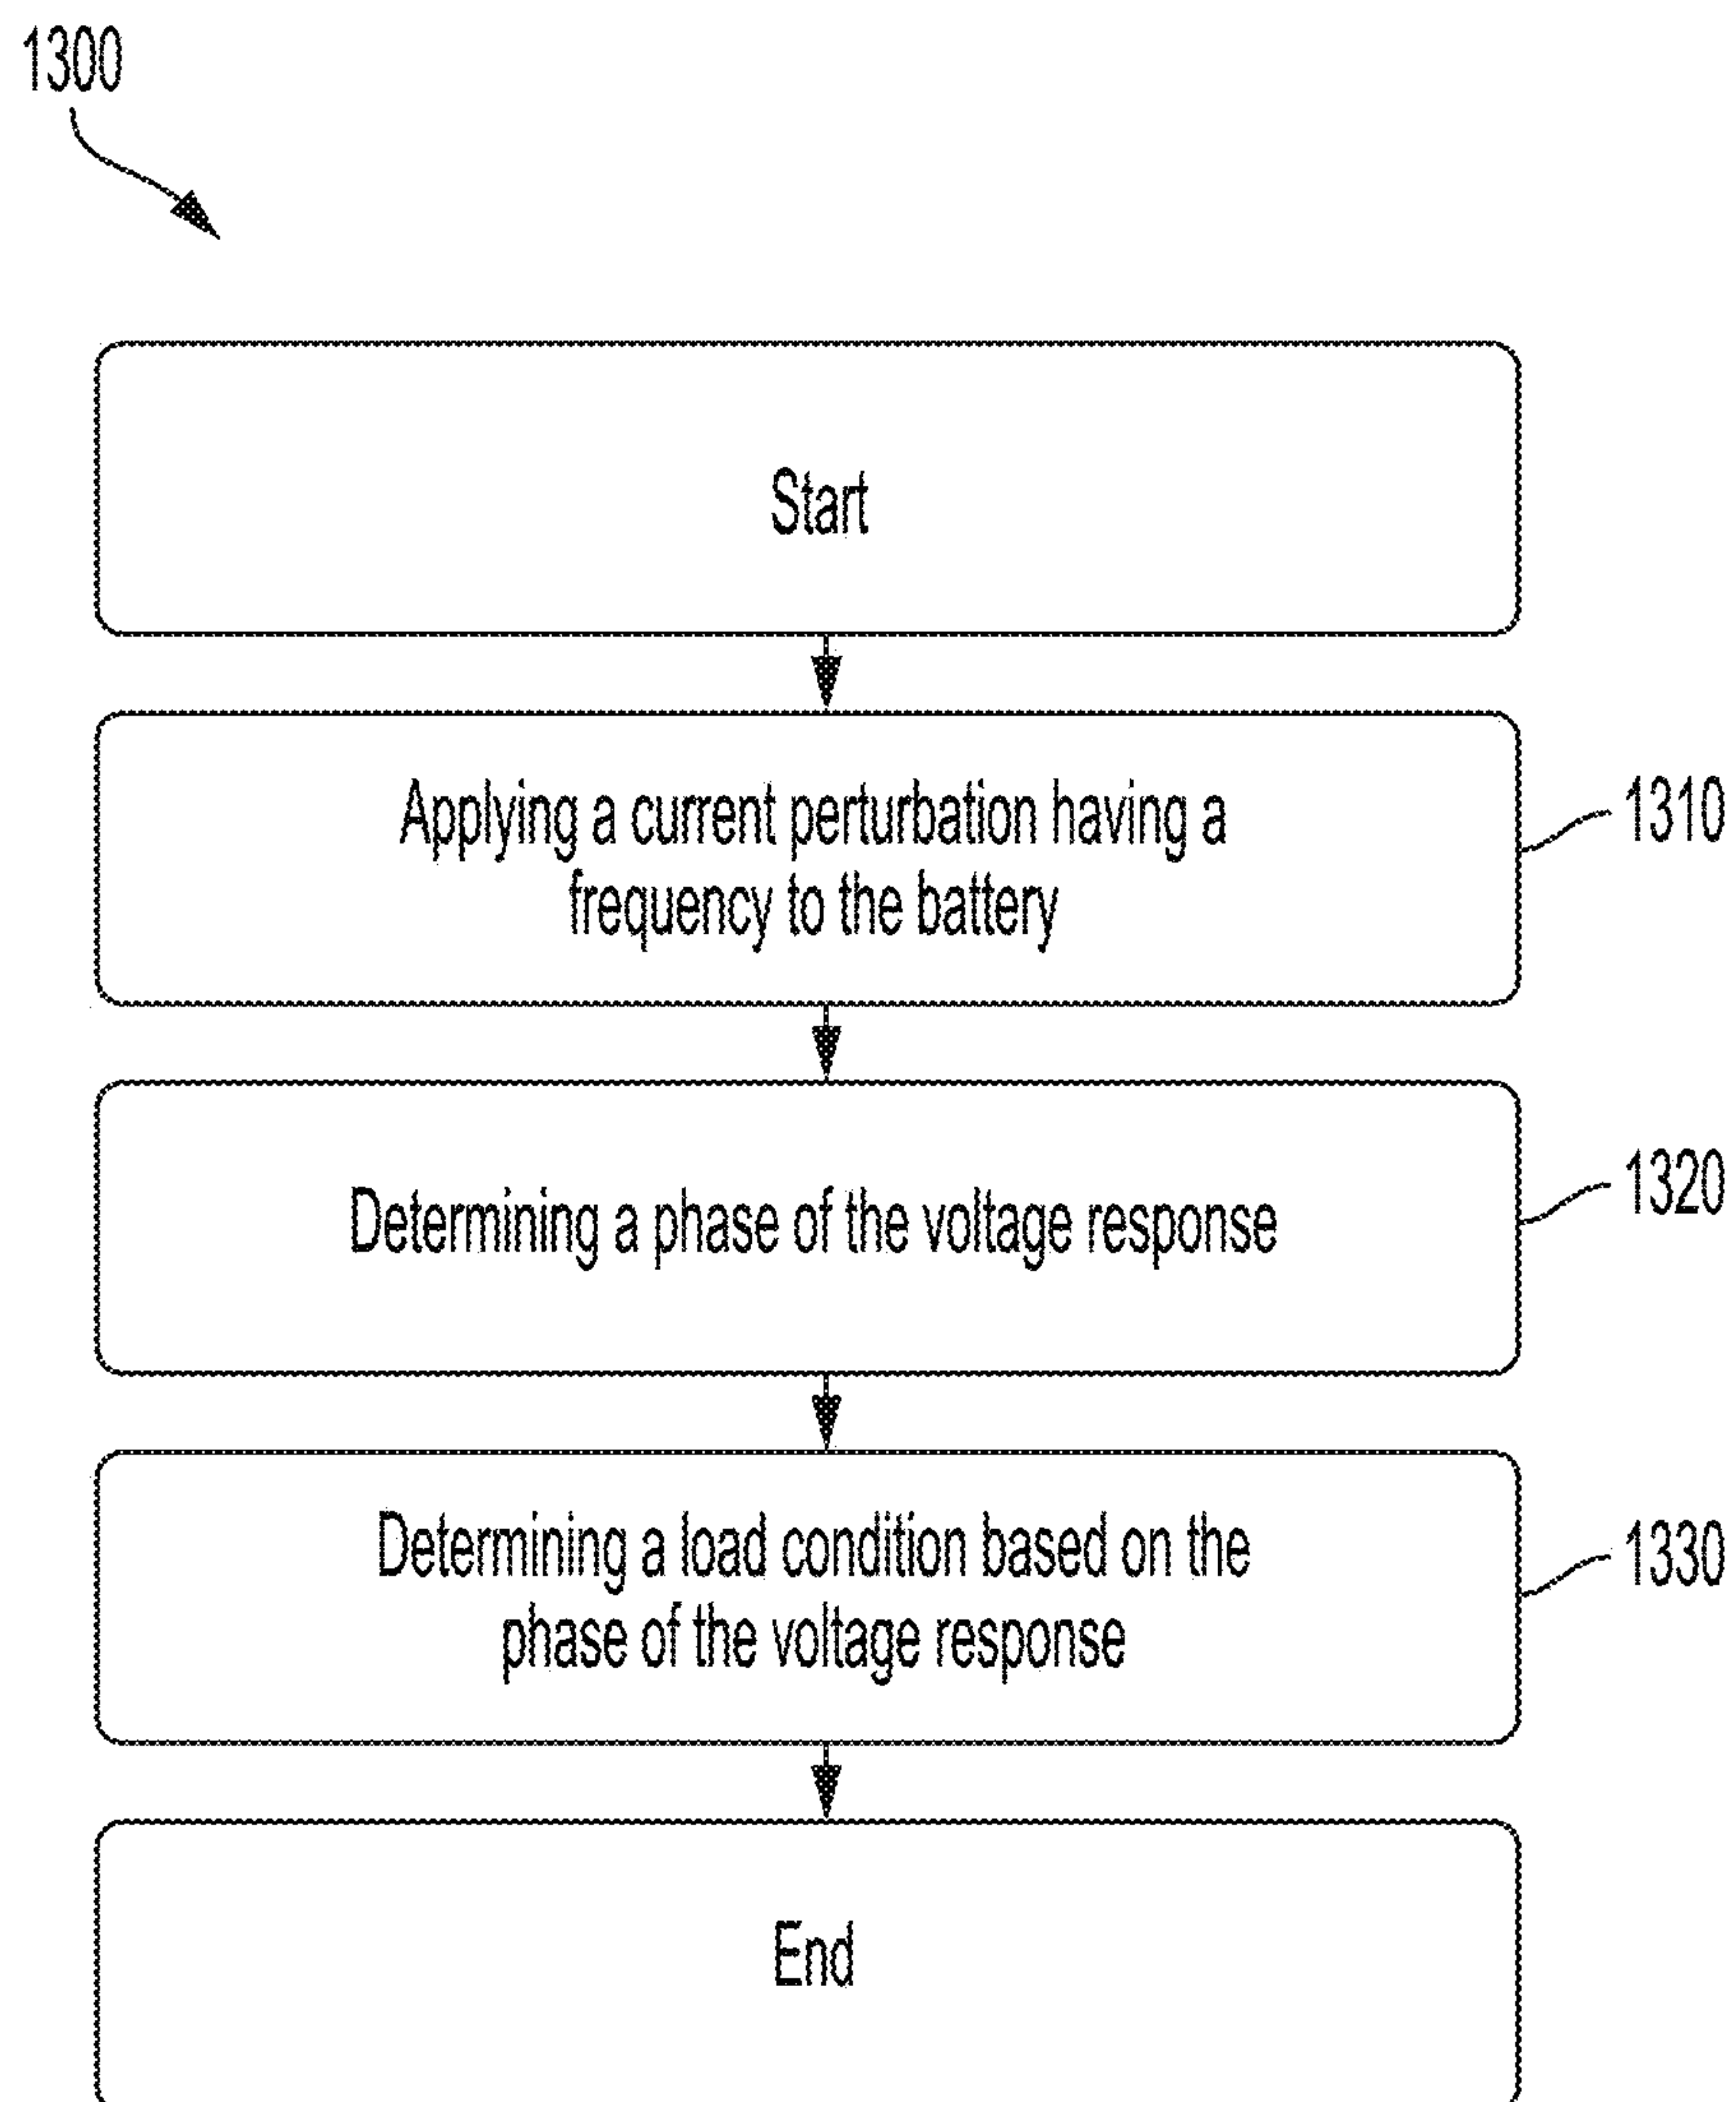 1300
Start
Applying a current perturbation having a
frequency to the battery
1310
Determining a phase of the voltage response
1320
Determining a load condition based on the
phase of the voltage response
1330
End